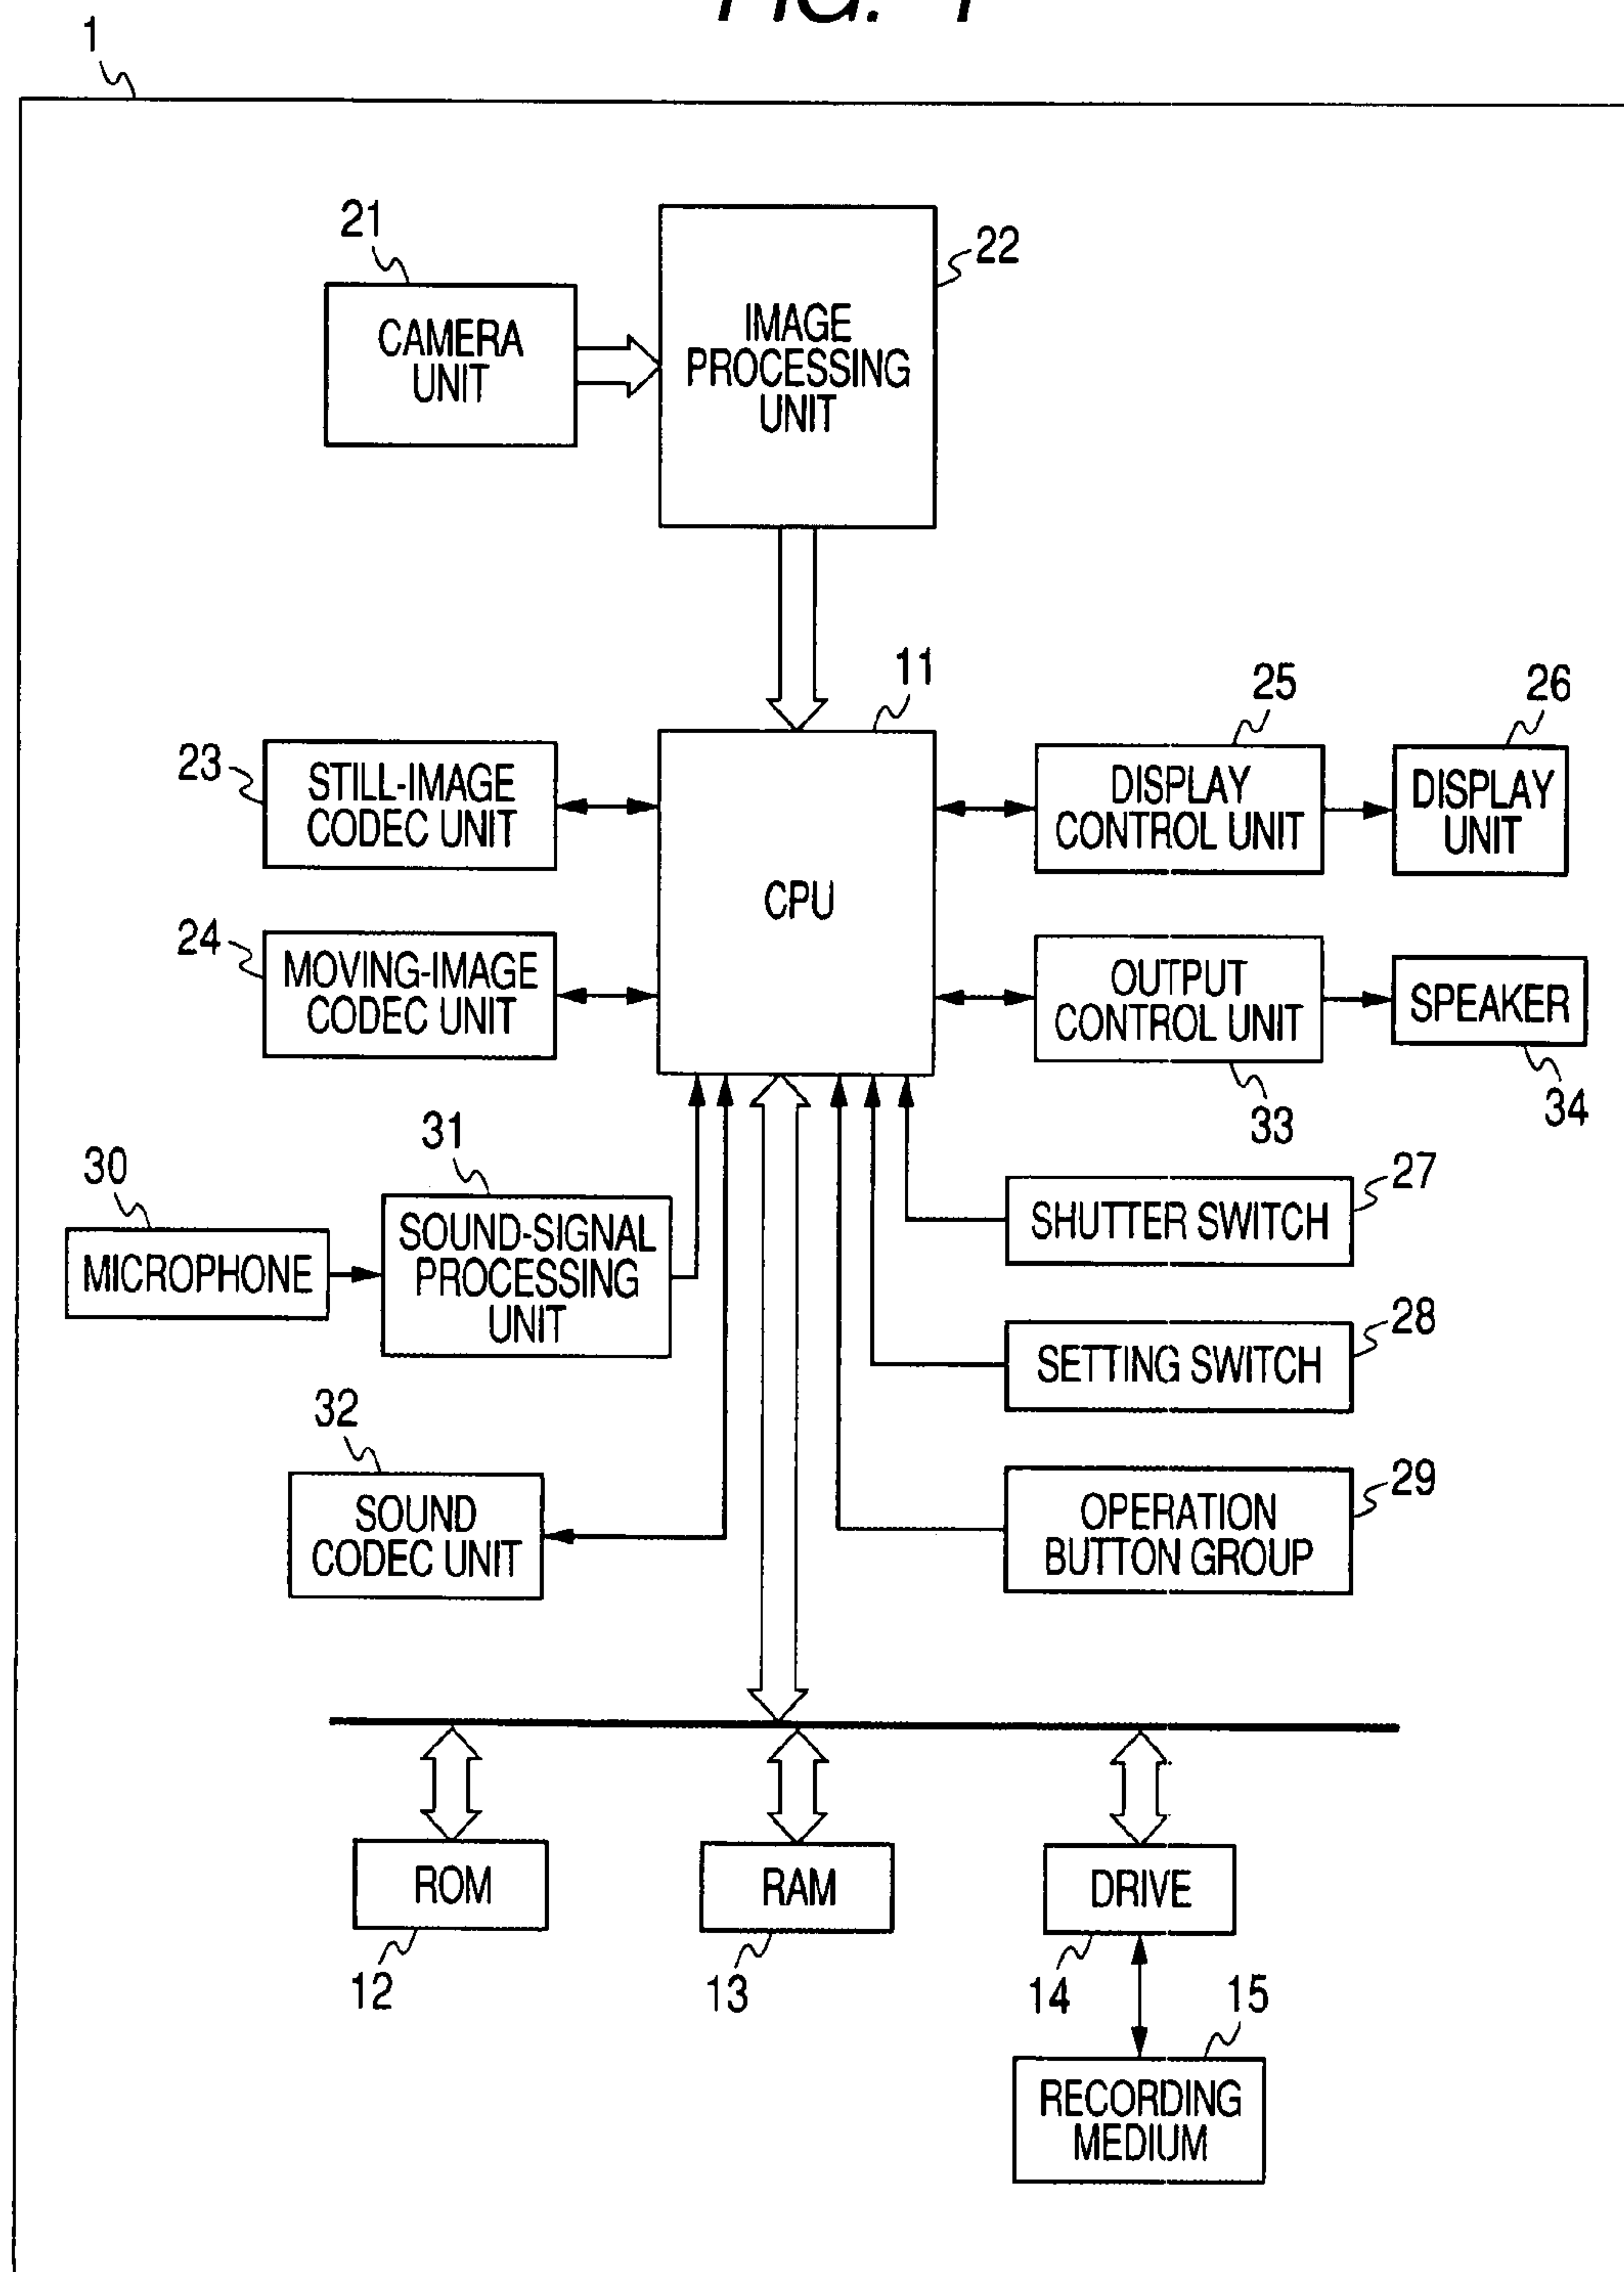 FIG. 1
1
21
22
CAMERA
UNIT
IMAGE
PROCESSING
UNIT
11
25
26
23
STILL-IMAGE
CODEC UNIT
DISPLAY
CONTROL UNIT
DISPLAY
UNIT
CPU
24
MOVING-IMAGE
CODEC UNIT
OUTPUT
CONTROL UNIT
SPEAKER
33
34
30
31
27
MICROPHONE
SOUND-SIGNAL
PROCESSING
UNIT
SHUTTER SWITCH
28
SETTING SWITCH
32
29
SOUND
CODEC UNIT
OPERATION
BUTTON GROUP
ROM
RAM
DRIVE
12
13
14
15
RECORDING
MEDIUM